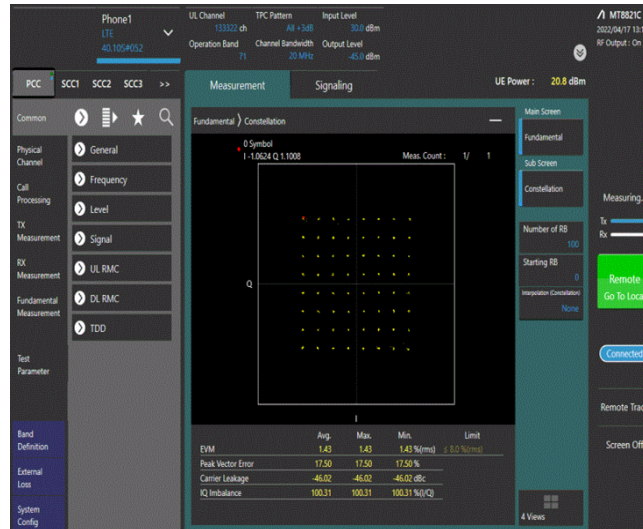 Phone1
LTE
40.10S#052
UL Channel
133322 ch
TPC Pattern
All +3dB
Input Level
30.0 dBm
Operation Band
71
Channel Bandwidth
20 MHz
Output Level
-45.0 dBm
MT8821C
2022/04/17 13:1
RF Output : On
PCC
SCC1
SCC2
SCC3
>>
Measurement
Signaling
UE Power :
20.8 dBm
Common
Physical
Channel
Call
Processing
TX
Measurement
RX
Measurement
Fundamental
Measurement
Test
Parameter
Band
Definition
External
Loss
System
Config
General
Frequency
Level
Signal
UL RMC
DL RMC
TDD
Fundamental 〉 Constellation
0 Symbol
I -1.0624 Q 1.1008
Meas. Count : 1/ 1
Q
I
Avg. Max. Min. Limit
EVM 1.43 1.43 1.43 %(rms) ≤ 8.0 %(rms)
Peak Vector Error 17.50 17.50 17.50 %
Carrier Leakage -46.02 -46.02 -46.02 dBc
IQ Imbalance 100.31 100.31 100.31 %(I/Q)
Main Screen
Fundamental
Sub Screen
Constellation
Number of RB
100
Starting RB
0
Interpolation (Constellation)
None
4 Views
Measuring.
Tx
Rx
Remote
Go To Loca
Connected
Remote Trac
Screen Off